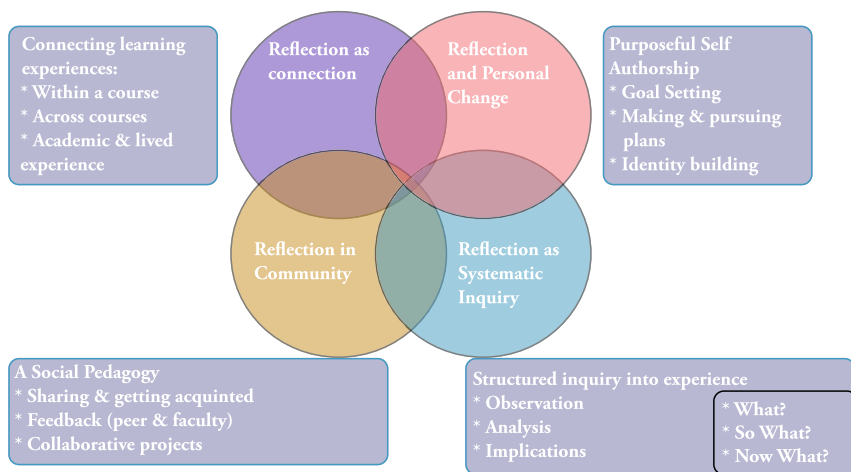 Connecting learning
experiences:
* Within a course
* Across courses
* Academic & lived
experience
Reflection as
connection
Reflection
and Personal
Change
Purposeful Self
Authorship
* Goal Setting
* Making & pursuing
plans
* Identity building
Reflection in
Community
Reflection as
Systematic
Inquiry
A Social Pedagogy
* Sharing & getting acquinted
* Feedback (peer & faculty)
* Collaborative projects
Structured inquiry into experience
* Observation
* Analysis
* Implications
* What?
* So What?
* Now What?